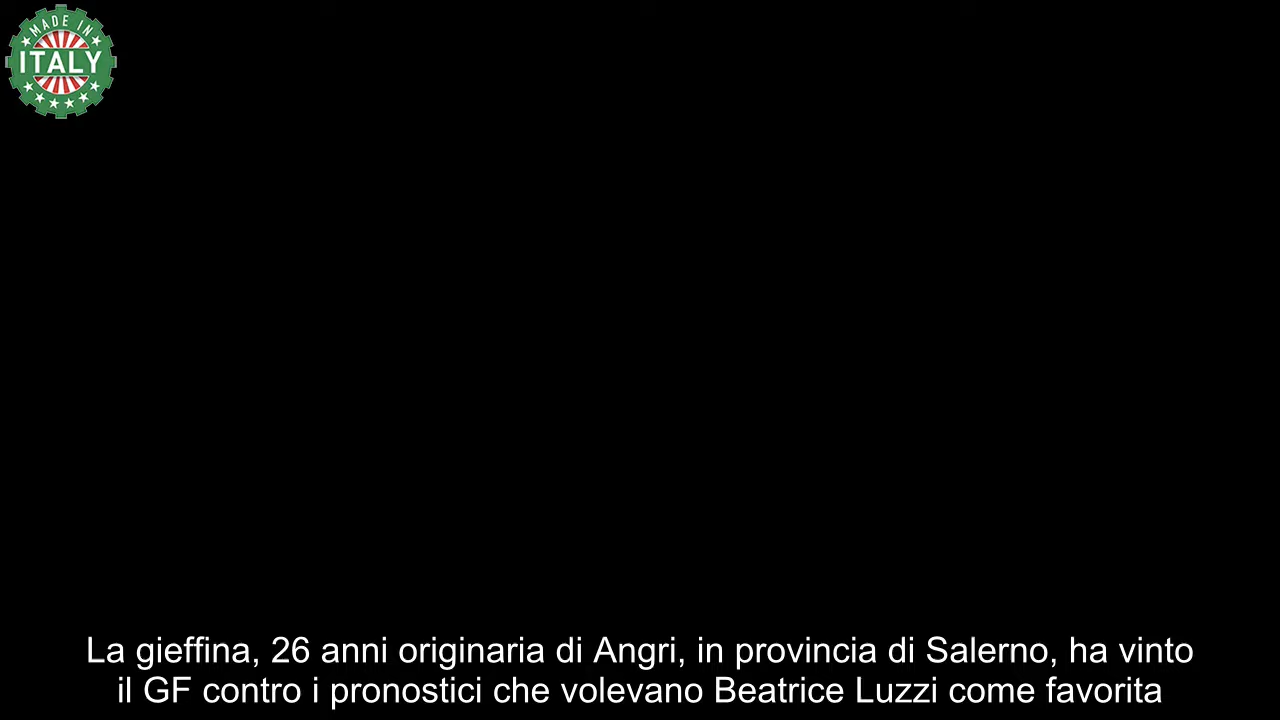 MADE IN
ITALY
La gieffina, 26 anni originaria di Angri, in provincia di Salerno, ha vinto
il GF contro i pronostici che volevano Beatrice Luzzi come favorita